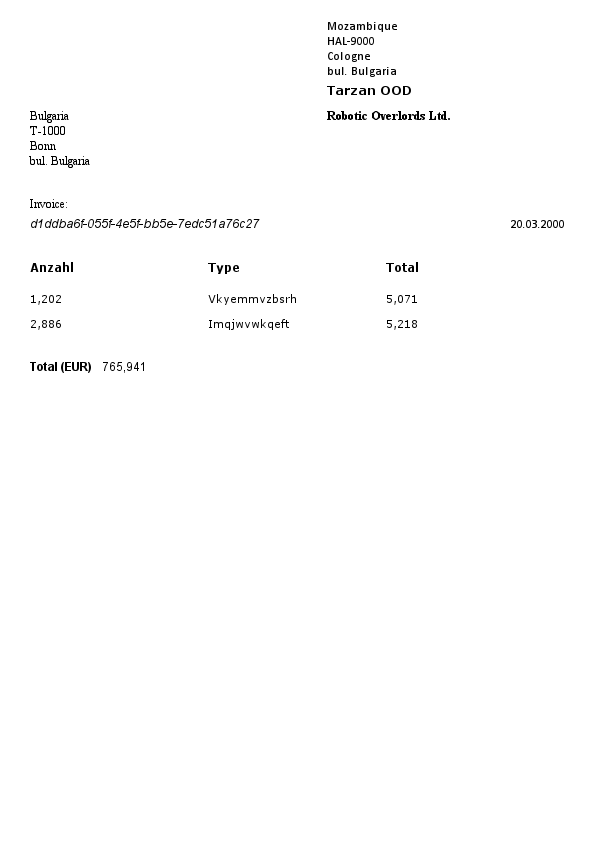 Mozambique
HAL-9000
Cologne
bul. Bulgaria
Tarzan OOD
Bulgaria
T-1000
Bonn
bul. Bulgaria
Robotic Overlords Ltd.
Invoice:
d1ddba6f-055f-4e5f-bb5e-7edc51a76c27 20.03.2000
Anzahl Type Total
1,202 Vkyemmvzbsrh 5,071
2,886 Imqjwvwkqeft 5,218
Total (EUR) 765,941